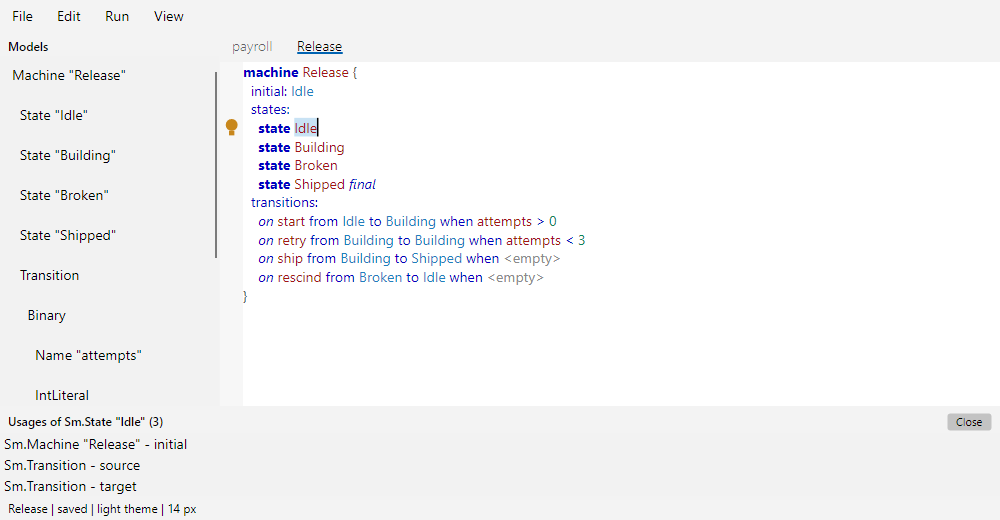 File Edit Run View
Models
payroll Release
Machine "Release"
State "Idle"
State "Building"
State "Broken"
State "Shipped"
Transition
Binary
Name "attempts"
IntLiteral
machine Release {
initial: Idle
states:
state Idle
state Building
state Broken
state Shipped final
transitions:
on start from Idle to Building when attempts > 0
on retry from Building to Building when attempts < 3
on ship from Building to Shipped when <empty>
on rescind from Broken to Idle when <empty>
}
Usages of Sm.State "Idle" (3)
Close
Sm.Machine "Release" - initial
Sm.Transition - source
Sm.Transition - target
Release | saved | light theme | 14 px